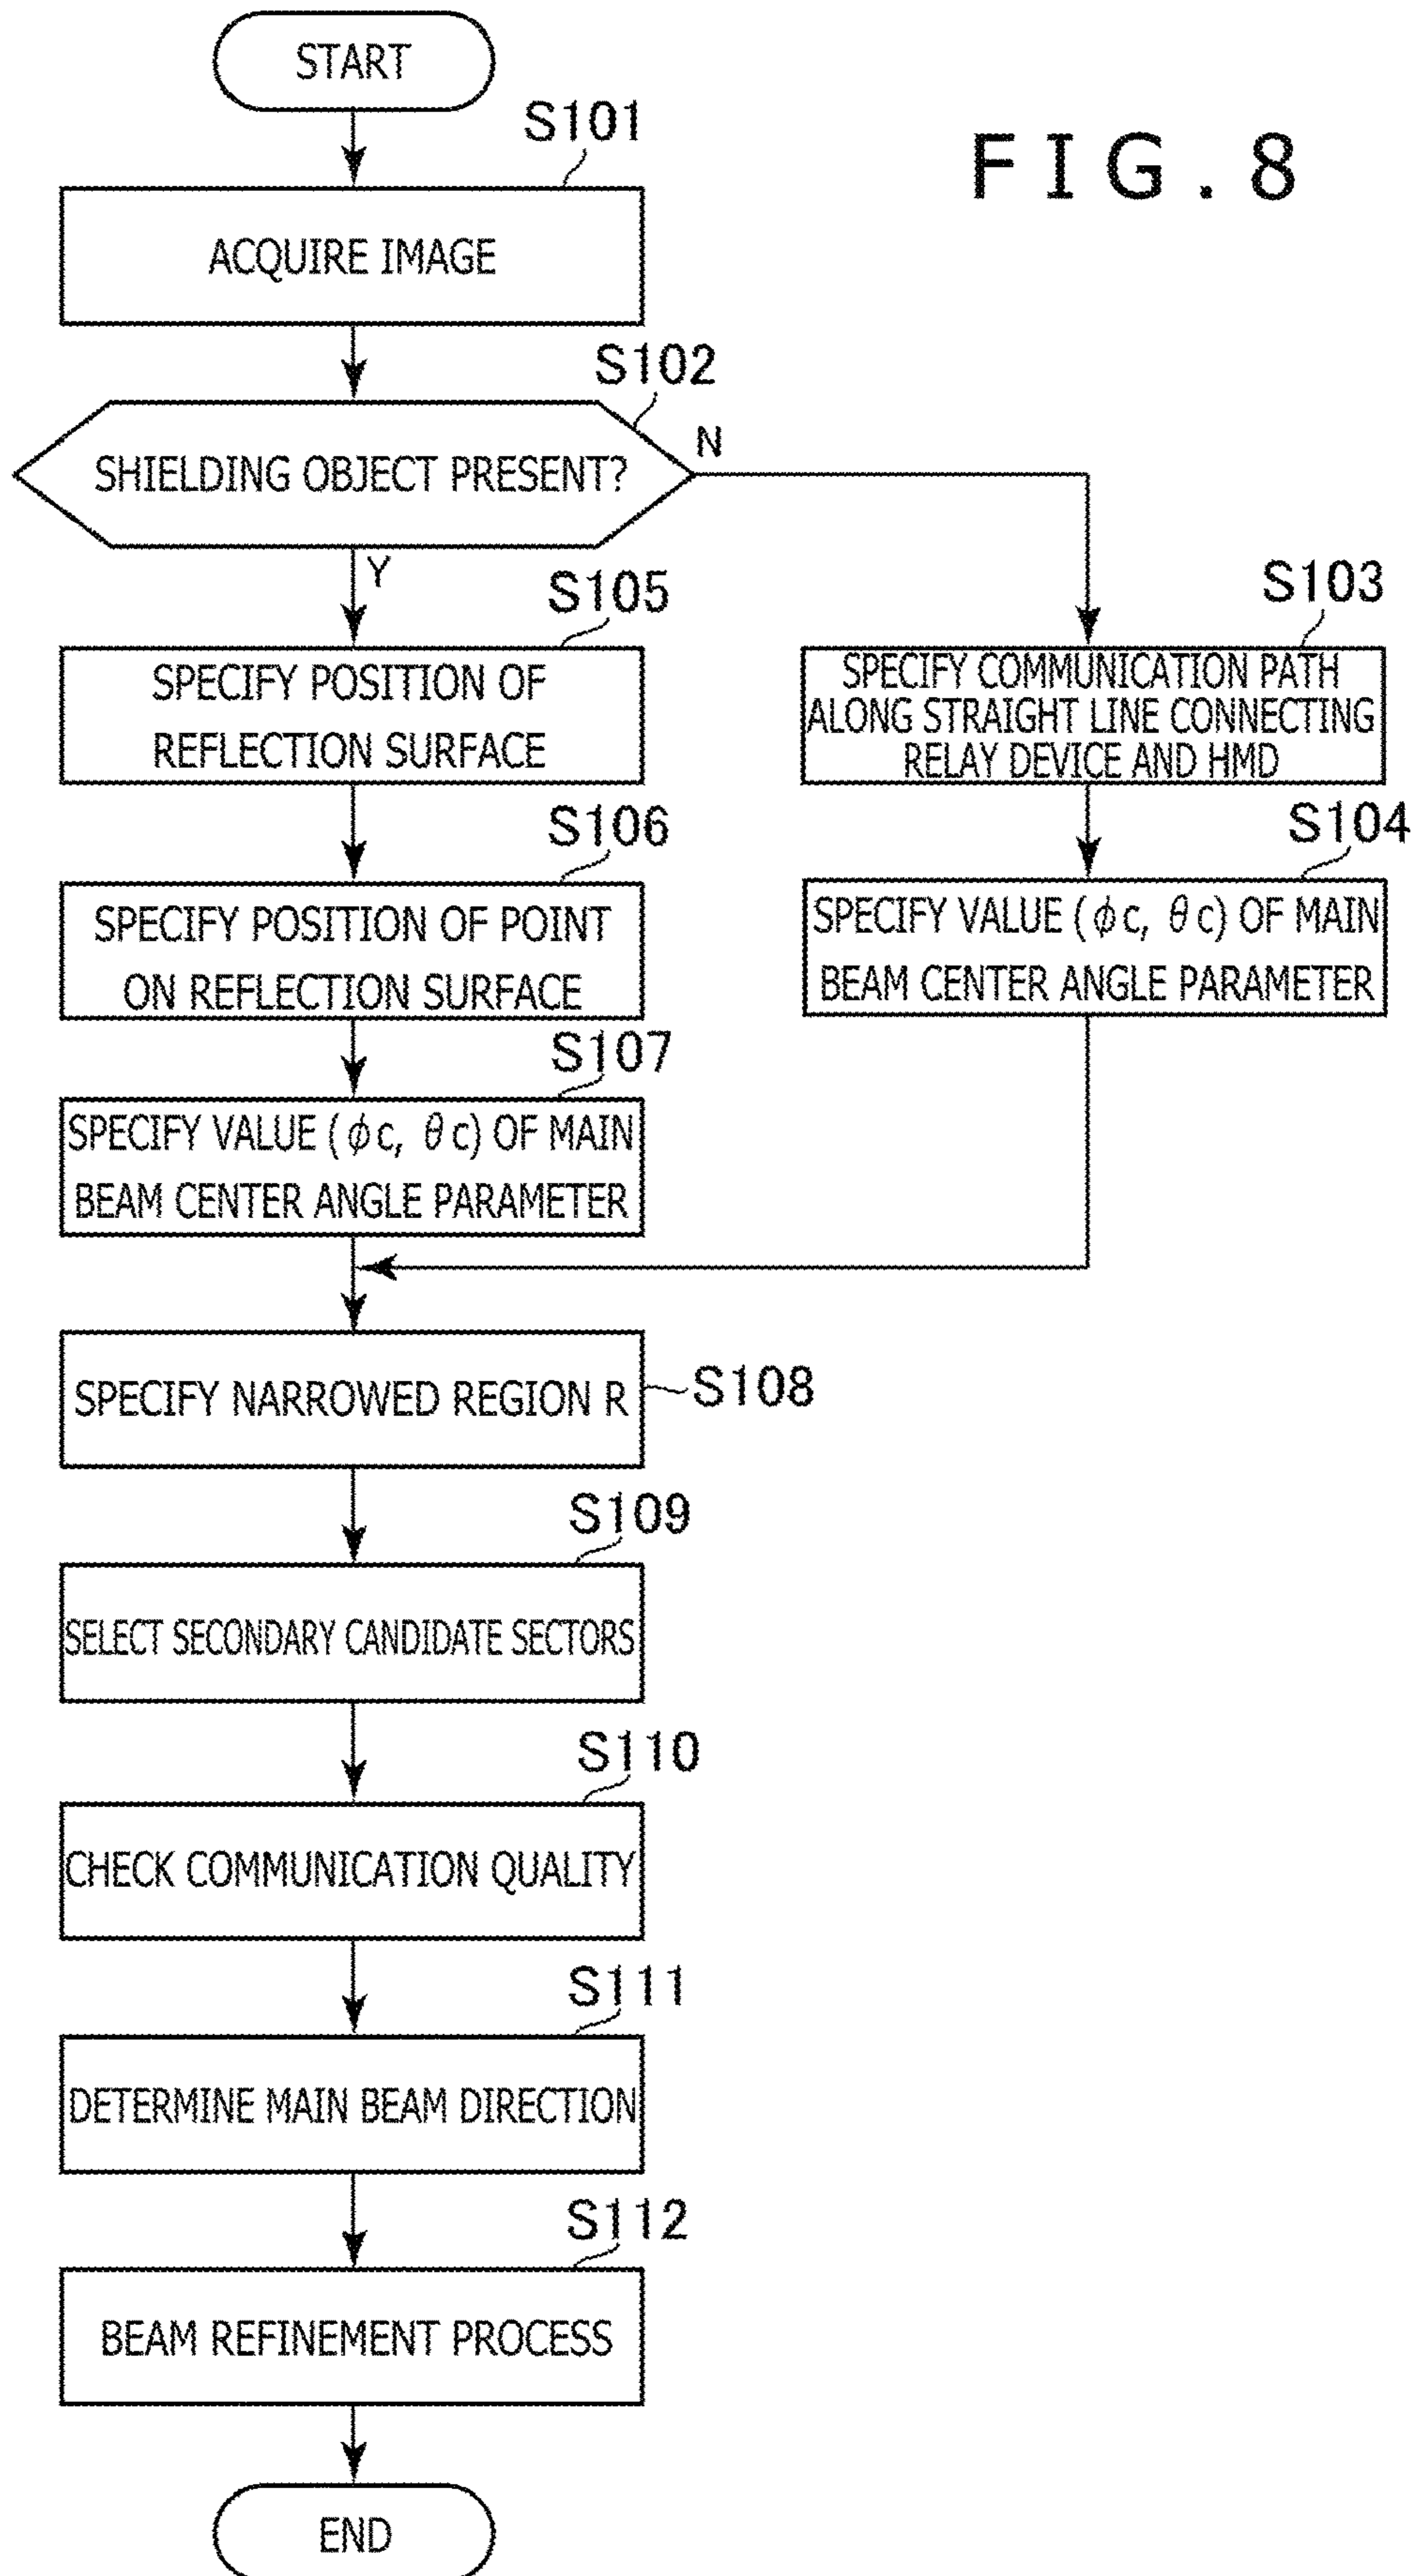 START
FIG. 8
S101
ACQUIRE IMAGE
S102
SHIELDING OBJECT PRESENT?
N
Y
S105
SPECIFY POSITION OF
REFLECTION SURFACE
S103
SPECIFY COMMUNICATION PATH
ALONG STRAIGHT LINE CONNECTING
RELAY DEVICE AND HMD
S106
SPECIFY POSITION OF POINT
ON REFLECTION SURFACE
S104
SPECIFY VALUE (φc, θc) OF MAIN
BEAM CENTER ANGLE PARAMETER
S107
SPECIFY VALUE (φc, θc) OF MAIN
BEAM CENTER ANGLE PARAMETER
SPECIFY NARROWED REGION R
S108
S109
SELECT SECONDARY CANDIDATE SECTORS
S110
CHECK COMMUNICATION QUALITY
S111
DETERMINE MAIN BEAM DIRECTION
S112
BEAM REFINEMENT PROCESS
END